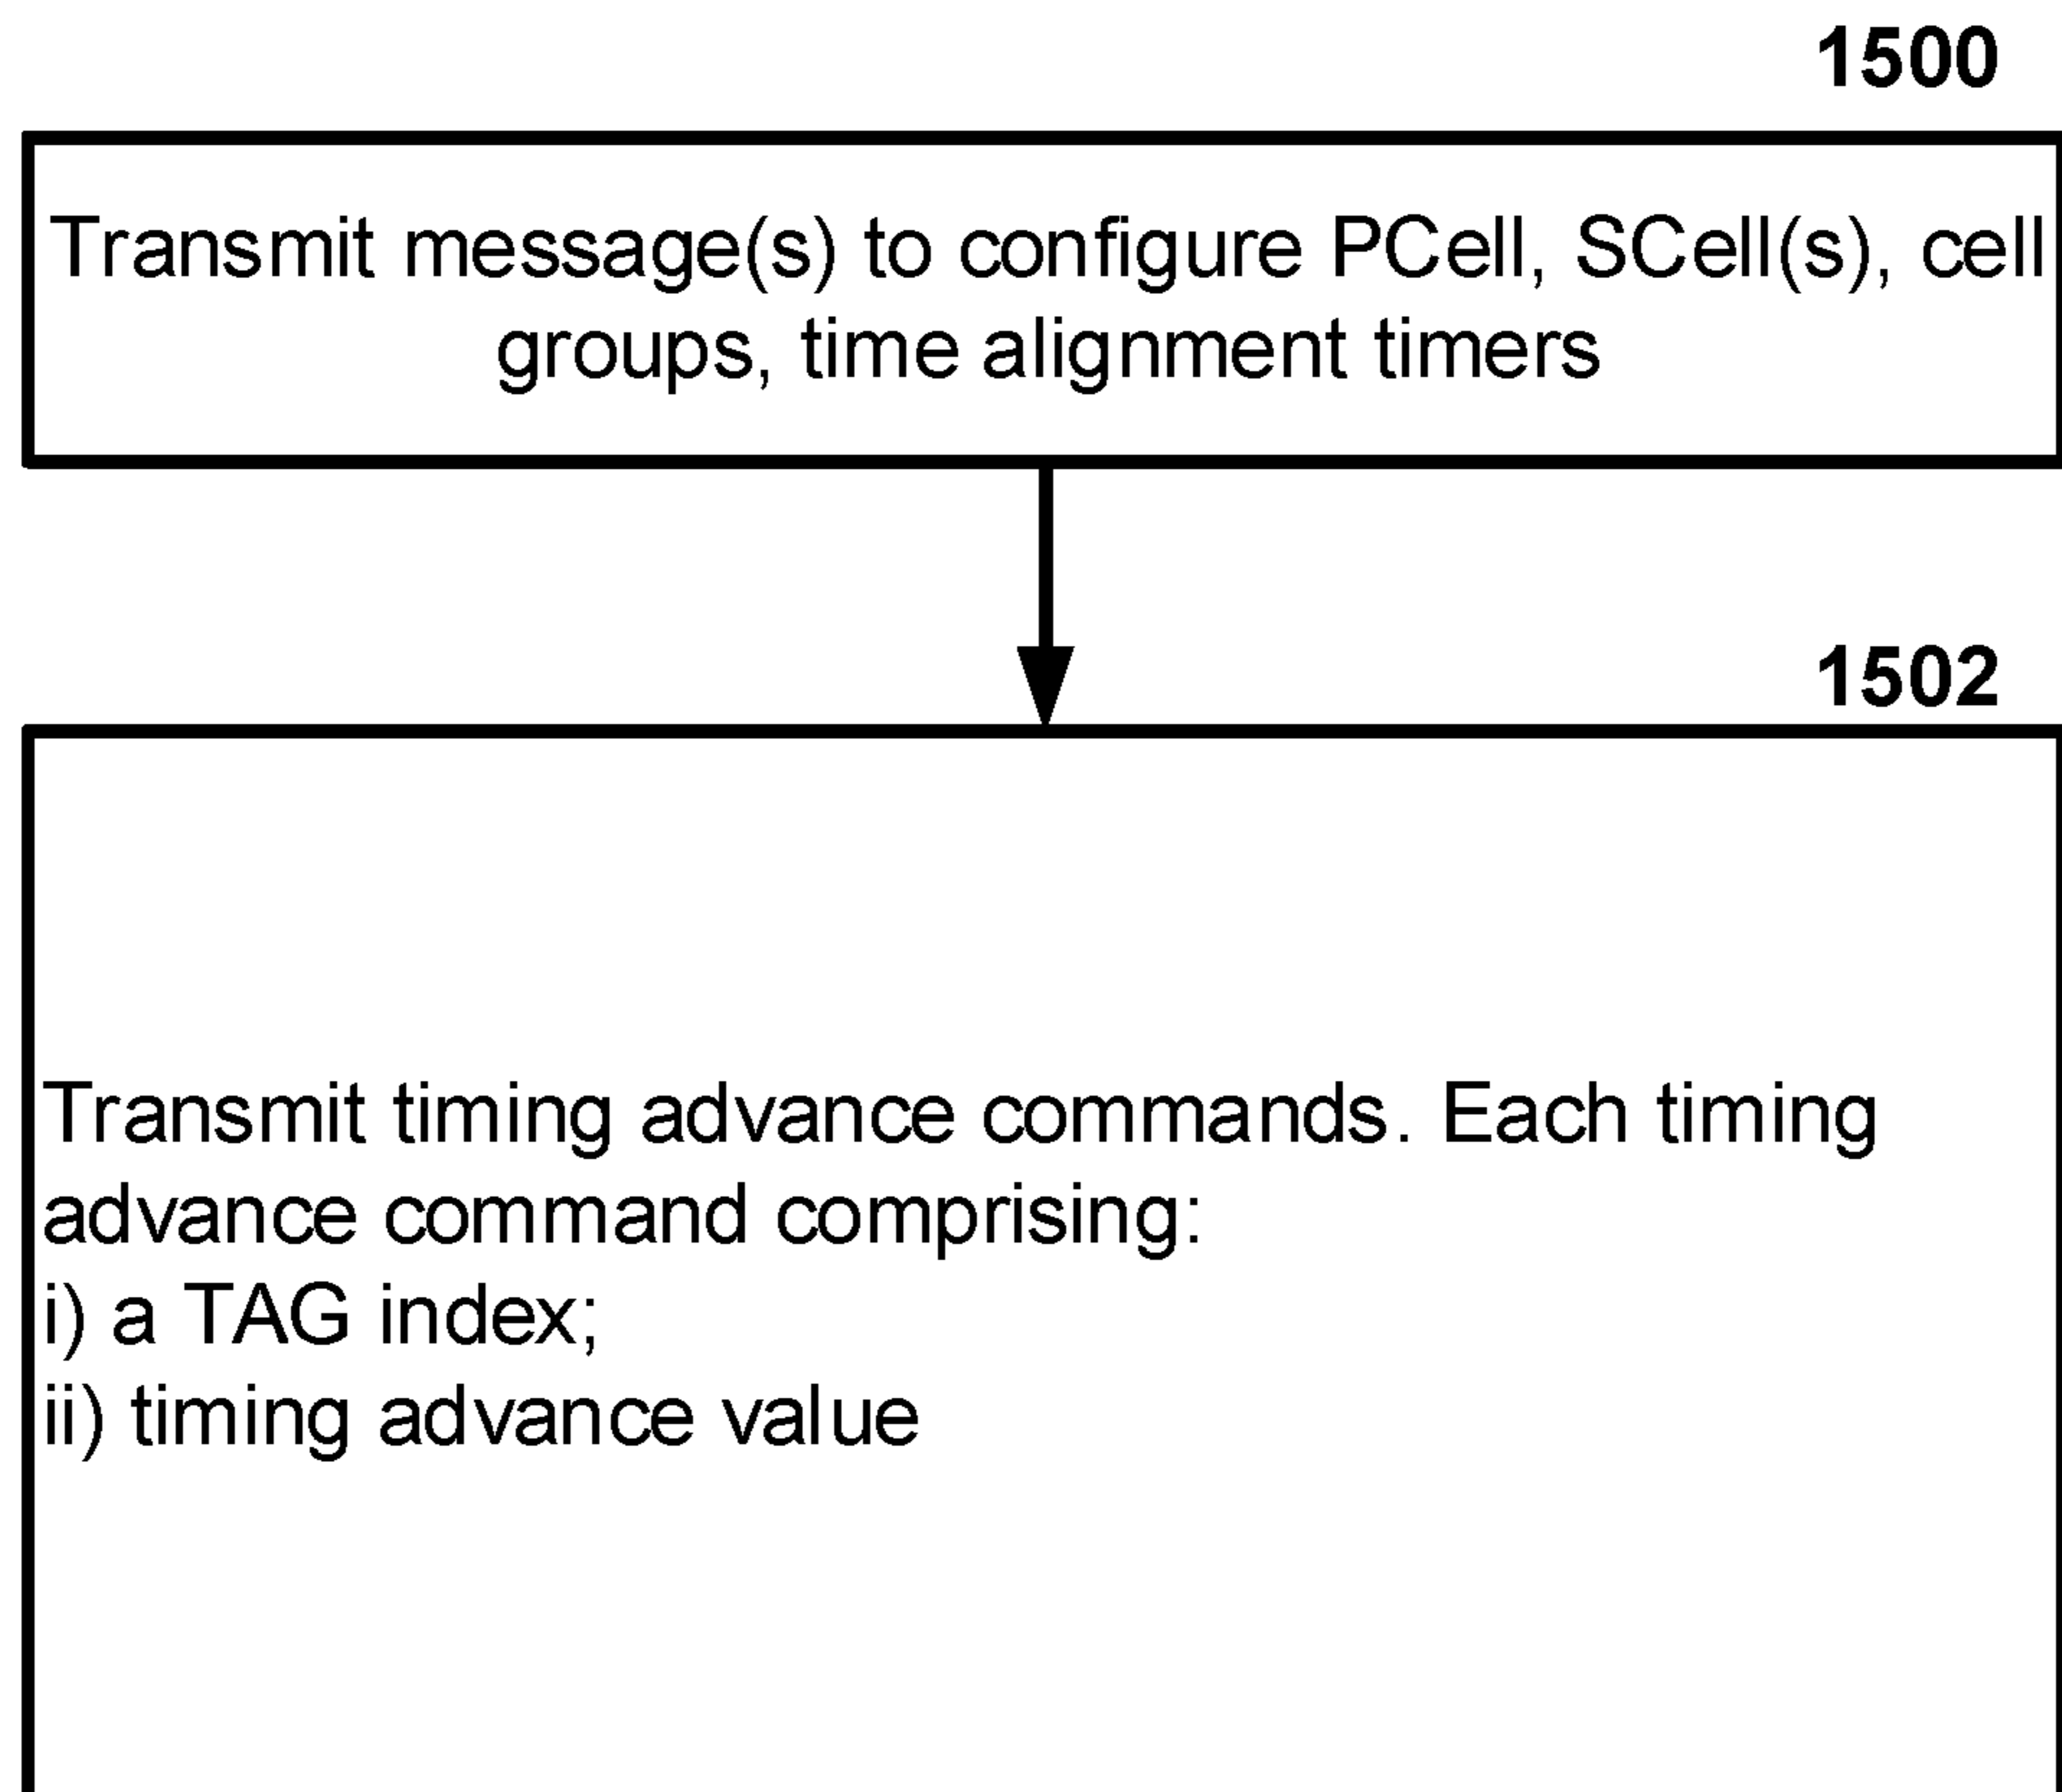 1500
Transmit message(s) to configure PCell, SCell(s), cell
groups, time alignment timers
1502
Transmit timing advance commands. Each timing
advance command comprising:
i) a TAG index;
ii) timing advance value